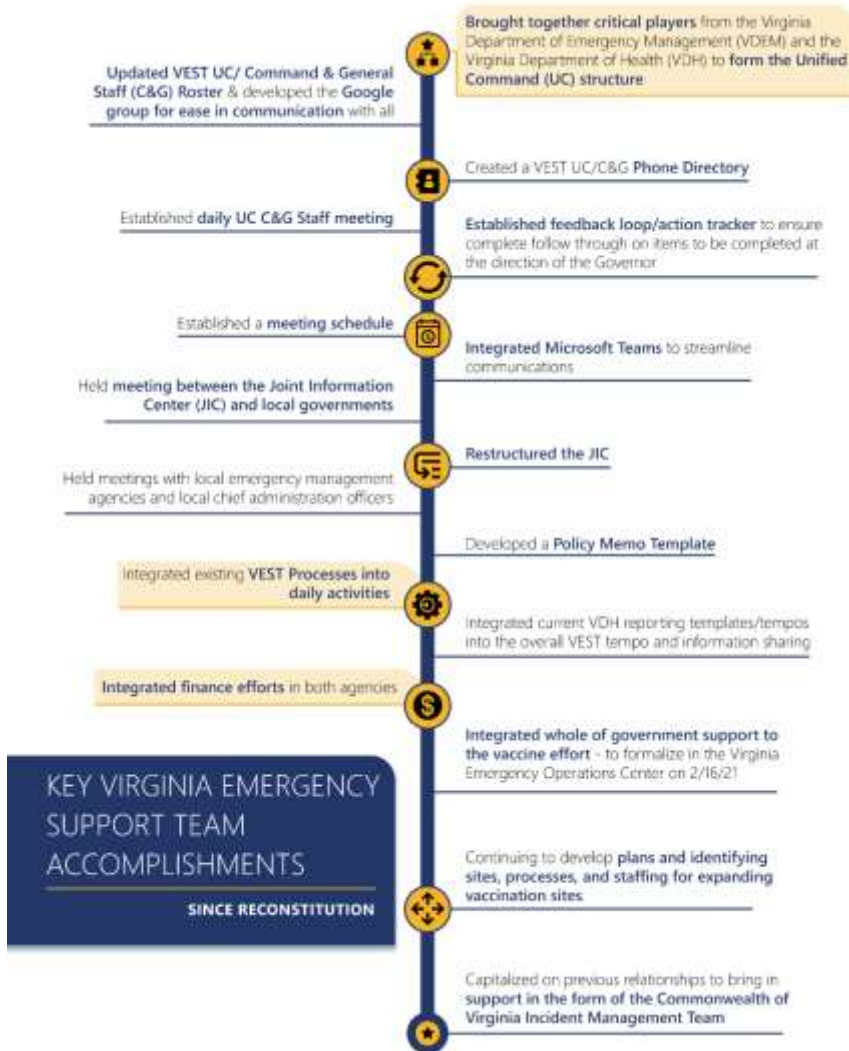 Brought together critical players from the Virginia
Department of Emergency Management (VDEM) and the
Virginia Department of Health (VDH) to form the Unified
Command (UC) structure
Updated VEST UC/ Command & General
Staff (C&G) Roster & developed the Google
group for ease in communication with all
Created a VEST UC/C&G Phone Directory
Established daily UC C&G Staff meeting
Established feedback loop/action tracker to ensure
complete follow through on items to be completed at
the direction of the Governor
Established a meeting schedule
Integrated Microsoft Teams to streamline
communications
Held meeting between the Joint Information
Center (JIC) and local governments
Restructured the JIC
Held meetings with local emergency management
agencies and local chief administration officers
Developed a Policy Memo Template
Integrated existing VEST Processes into
daily activities
Integrated current VDH reporting templates/tempos
into the overall VEST tempo and information sharing
Integrated finance efforts in both agencies
$
Integrated whole of government support to
the vaccine effort - to formalize in the Virginia
Emergency Operations Center on 2/16/21
KEY VIRGINIA EMERGENCY
SUPPORT TEAM
ACCOMPLISHMENTS
SINCE RECONSTITUTION
Continuing to develop plans and identifying
sites, processes, and staffing for expanding
vaccination sites
Capitalized on previous relationships to bring in
support in the form of the Commonwealth of
Virginia Incident Management Team